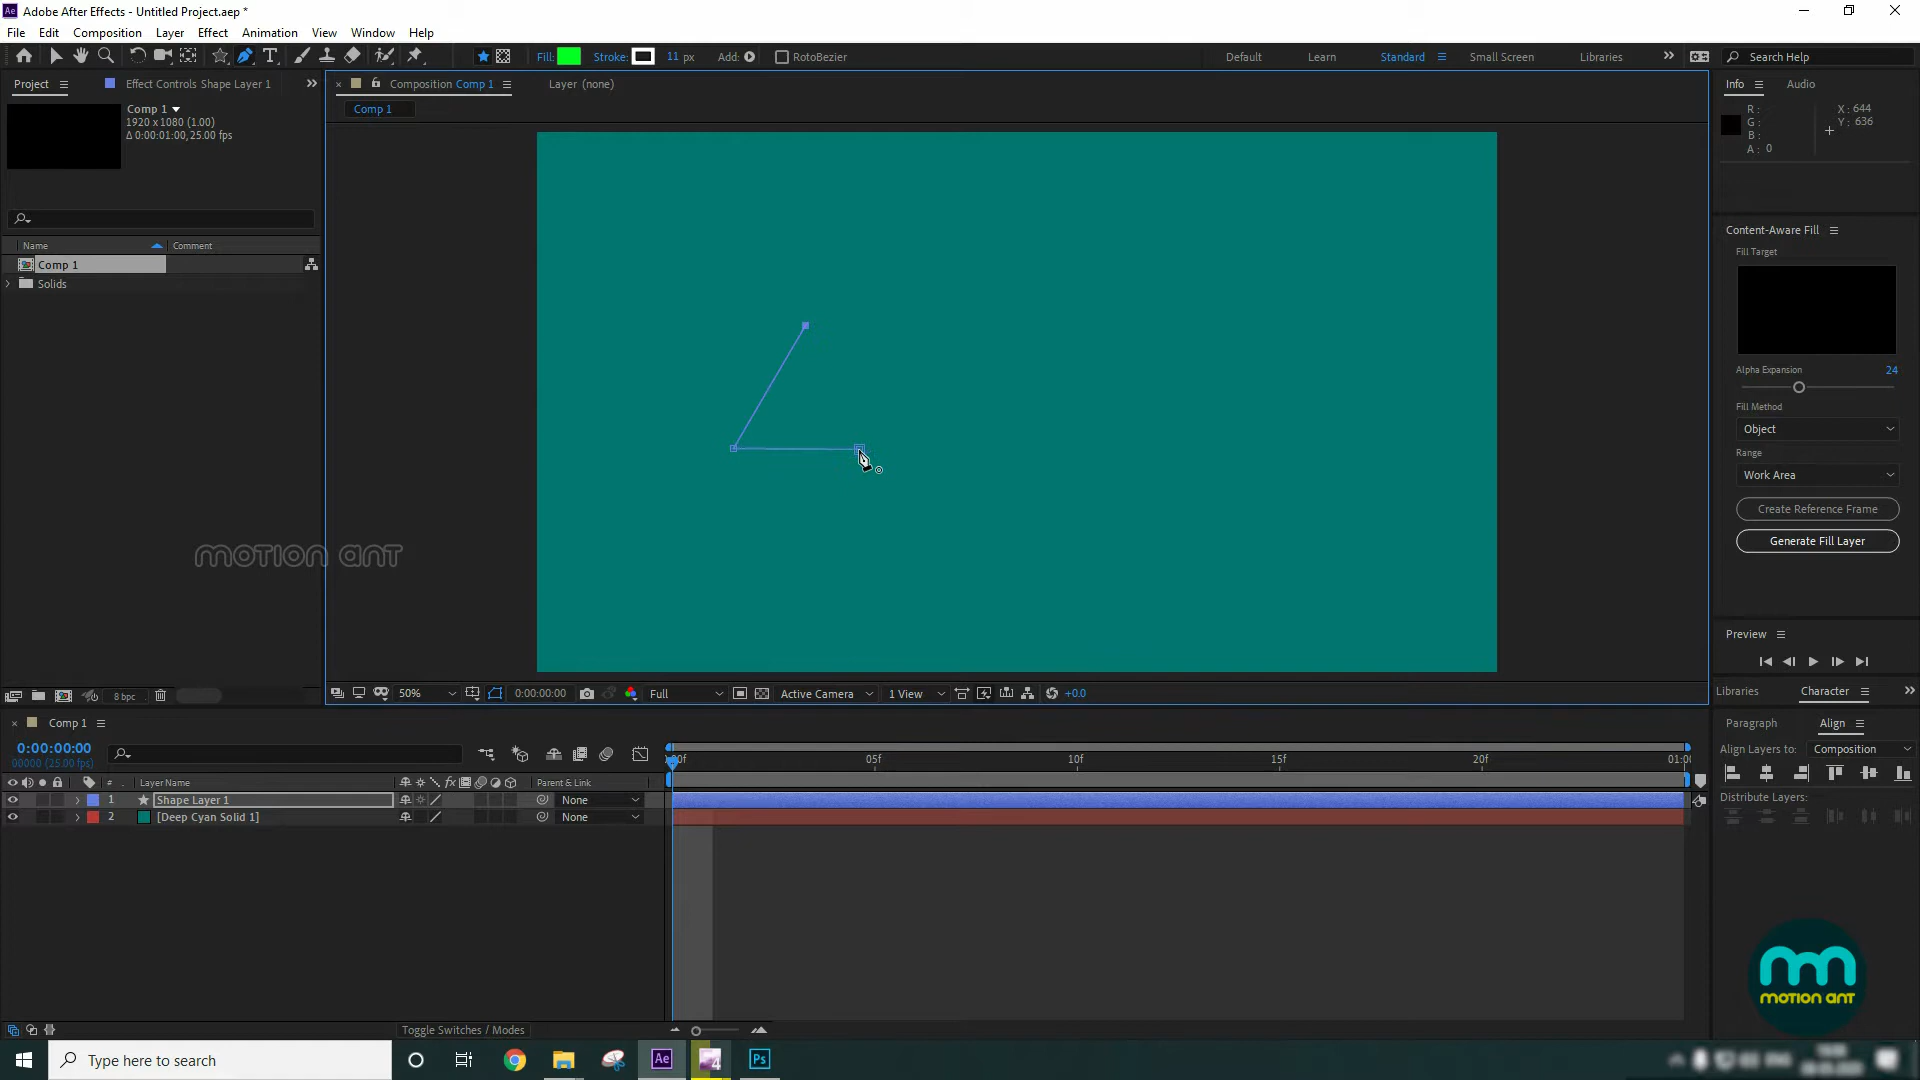 Adobe After Effects - Untitled Project.aep *
File Edit Composition Layer Effect Animation View Window Help
Fill: Stroke: 11 px Add: RotoBezier Default Learn Standard Small Screen Libraries Search Help
Project Effect Controls Shape Layer 1
Composition Comp 1 Layer (none)
Info Audio
Comp 1
1920 x 1080 (1.00)
Δ 0:00:01:00, 25.00 fps
Comp 1
R :
G :
B :
A : 0
X : 644
Y : 636
Name Comment
Comp 1
Solids
Content-Aware Fill
Fill Target
Alpha Expansion 24
Fill Method
Object
Range
Work Area
Create Reference Frame
Generate Fill Layer
motion ant
Preview
8 bpc
50% 0:00:00:00 Full Active Camera 1 View +0.0
Libraries Character
Paragraph Align
Align Layers to: Composition
Distribute Layers:
Comp 1
0:00:00:00
00000 (25.00 fps)
05f 10f 15f 20f
# Layer Name Parent & Link
1 Shape Layer 1 None
2 [Deep Cyan Solid 1] None
Toggle Switches / Modes
motion ant
Type here to search
Ae
Ps